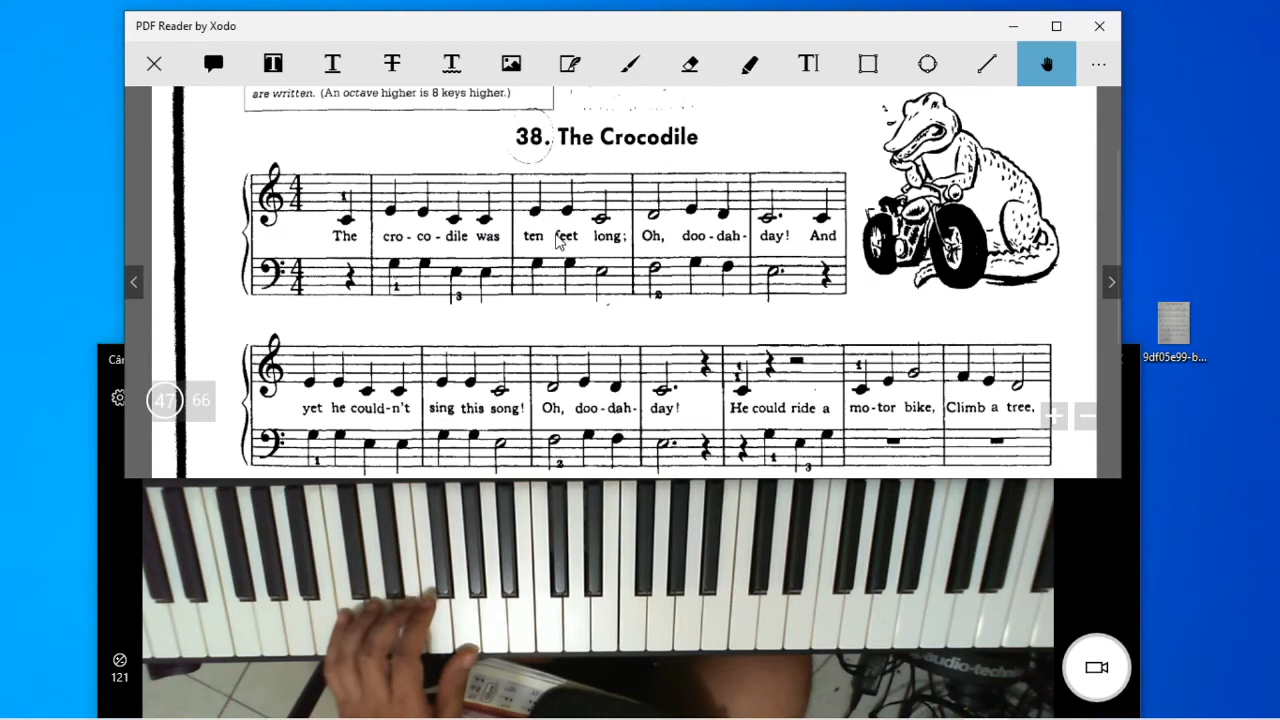 PDF Reader by Xodo
are written. (An octave higher is 8 keys higher.)
38. The Crocodile
The cro - co - dile was ten feet long; Oh, doo - dah - day! And
9df05e99-b...
yet he could-n't sing this song! Oh, doo - dah - day! He could ride a mo - tor bike, Climb a tree,
47 66
121
audio-technica